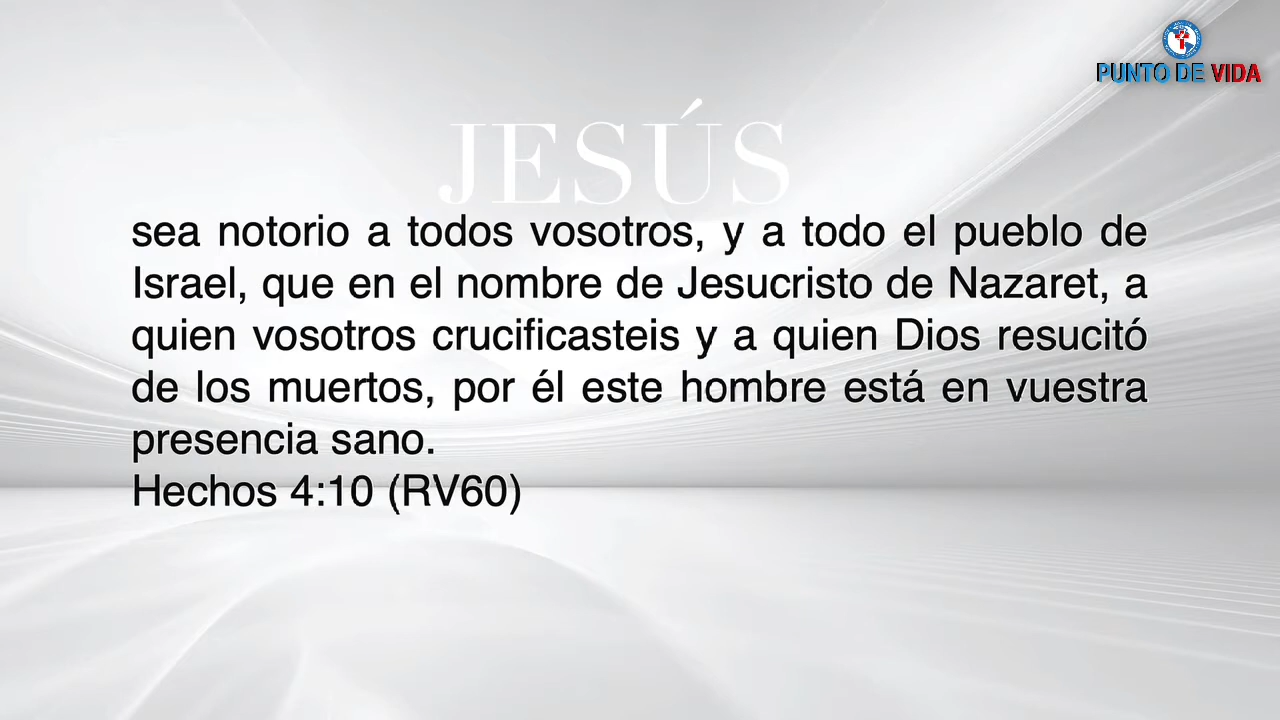 PUNTO DE VIDA
JESÚS
sea notorio a todos vosotros, y a todo el pueblo de
Israel, que en el nombre de Jesucristo de Nazaret, a
quien vosotros crucificasteis y a quien Dios resucitó
de los muertos, por él este hombre está en vuestra
presencia sano.
Hechos 4:10 (RV60)